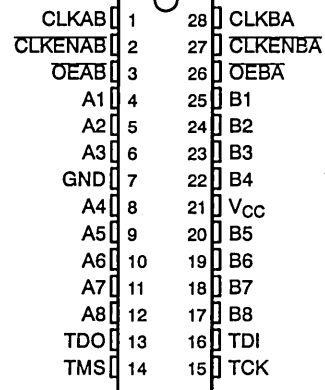 CLKAB 1 28 CLKBA
CLKENAB 2 27 CLKENBA
OEAB 3 26 OEBA
A1 4 25 B1
A2 5 24 B2
A3 6 23 B3
GND 7 22 B4
A4 8 21 VCC
A5 9 20 B5
A6 10 19 B6
A7 11 18 B7
A8 12 17 B8
TDO 13 16 TDI
TMS 14 15 TCK